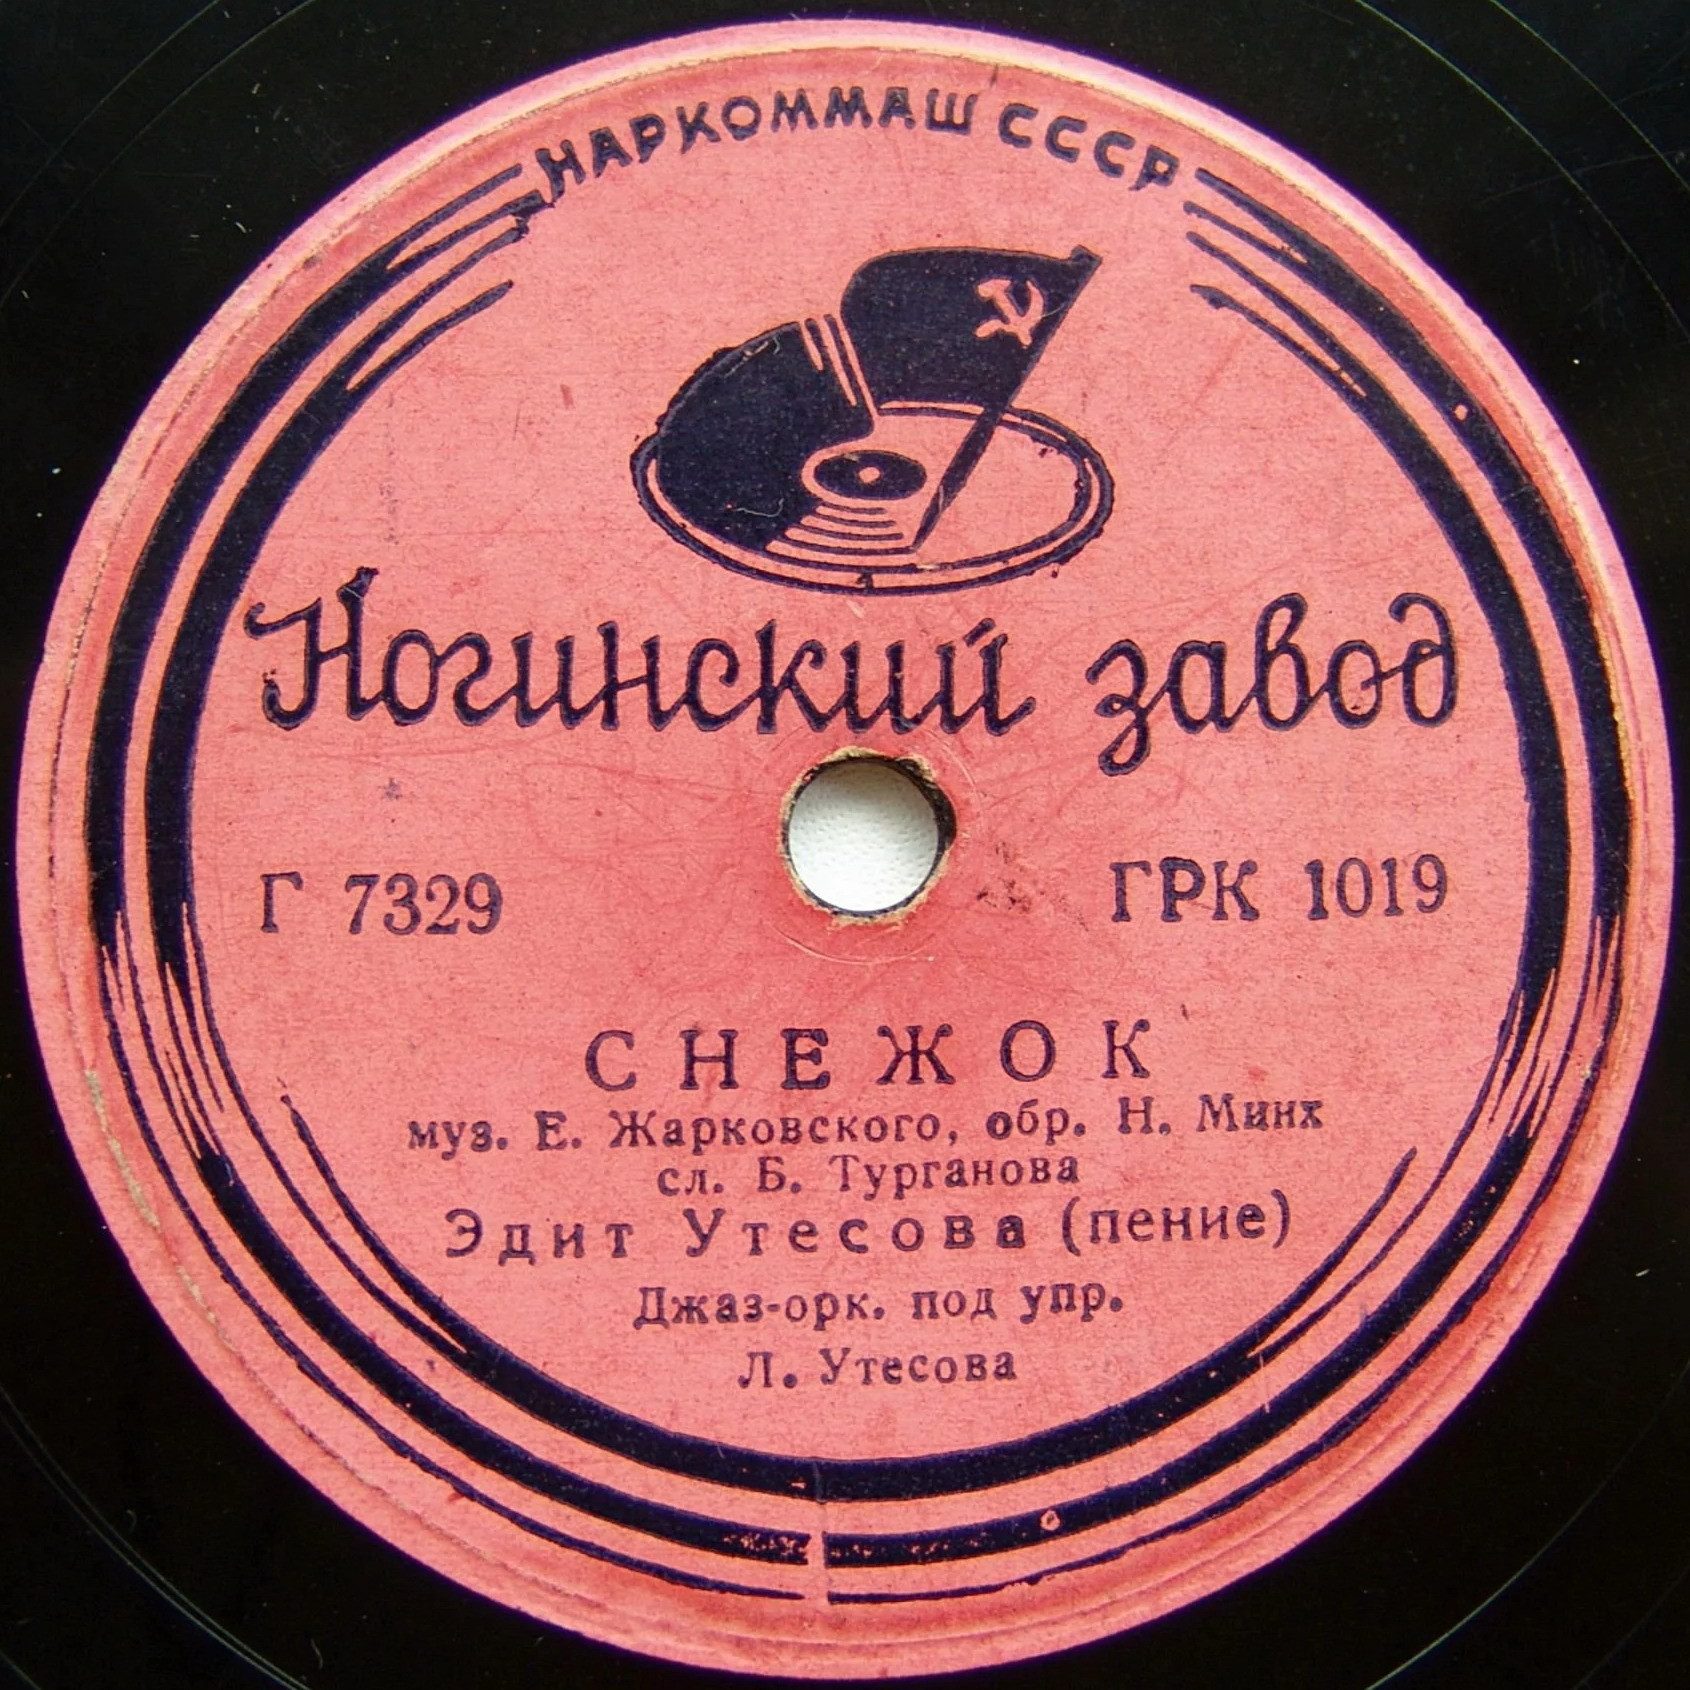 НАРКОММАШ СССР
Ногинский завод
Г 7329 ГРК 1019
СНЕЖОК
муз. Е. Жарковского, обр. Н. Минх
сл. Б. Турганова
Эдит Утесова (пение)
Джаз-орк. под упр.
Л. Утесова